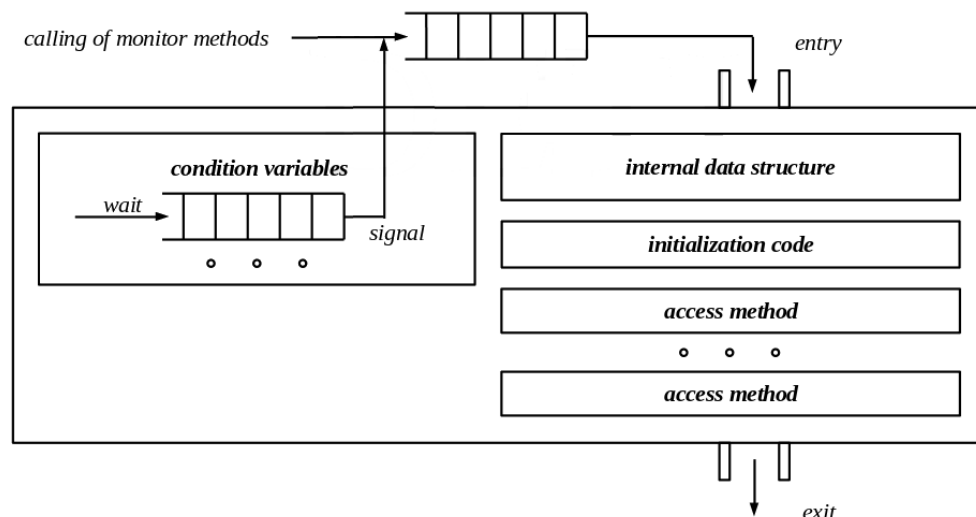 calling of monitor methods
entry
condition variables
internal data structure
wait
signal
initialization code
access method
access method
exit